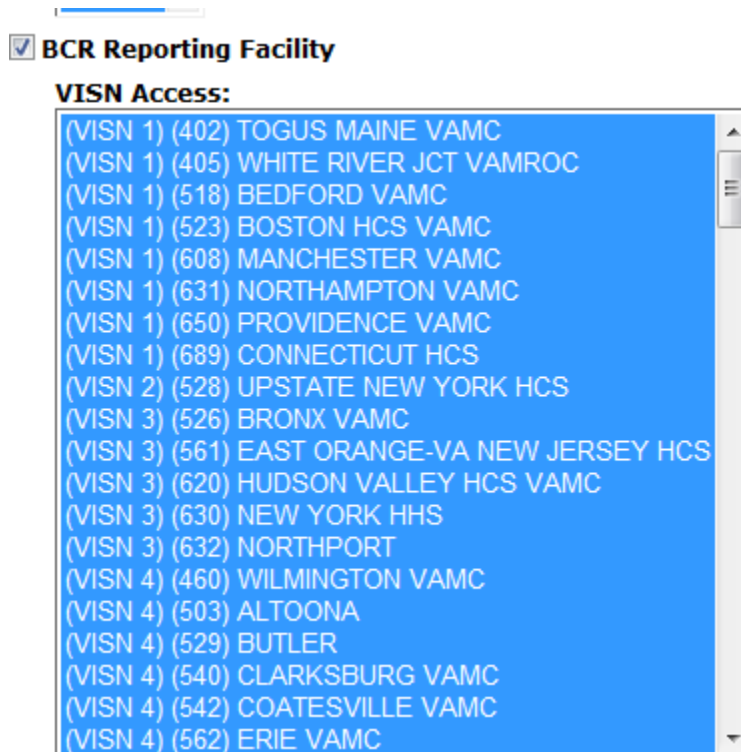 BCR Reporting Facility
VISN Access:
(VISN 1) (402) TOGUS MAINE VAMC
(VISN 1) (405) WHITE RIVER JCT VAMROC
(VISN 1) (518) BEDFORD VAMC
(VISN 1) (523) BOSTON HCS VAMC
(VISN 1) (608) MANCHESTER VAMC
(VISN 1) (631) NORTHAMPTON VAMC
(VISN 1) (650) PROVIDENCE VAMC
(VISN 1) (689) CONNECTICUT HCS
(VISN 2) (528) UPSTATE NEW YORK HCS
(VISN 3) (526) BRONX VAMC
(VISN 3) (561) EAST ORANGE-VA NEW JERSEY HCS
(VISN 3) (620) HUDSON VALLEY HCS VAMC
(VISN 3) (630) NEW YORK HHS
(VISN 3) (632) NORTHPORT
(VISN 4) (460) WILMINGTON VAMC
(VISN 4) (503) ALTOONA
(VISN 4) (529) BUTLER
(VISN 4) (540) CLARKSBURG VAMC
(VISN 4) (542) COATESVILLE VAMC
(VISN 4) (562) ERIE VAMC